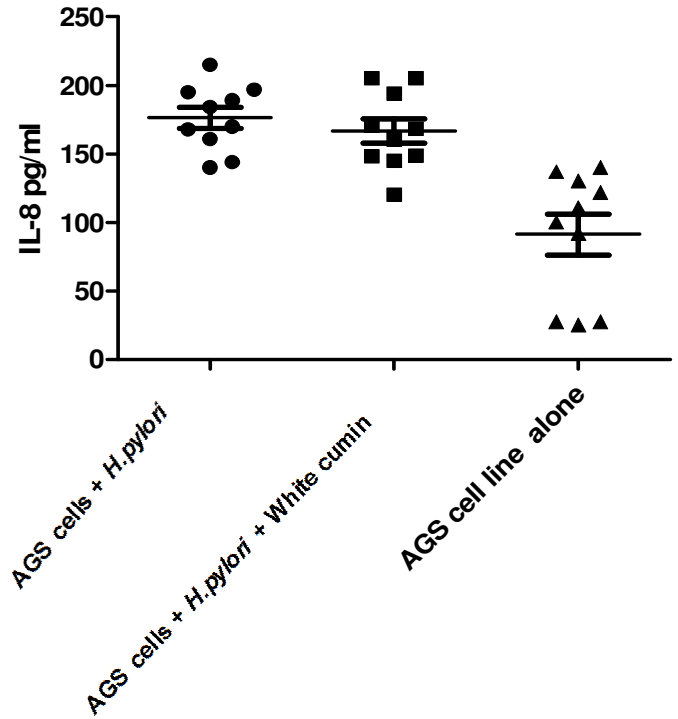 IL-8 pg/ml
250
200
150
100
50
0
AGS cells + H.pylori
AGS cells + H.pylori + White cumin
AGS cell line alone